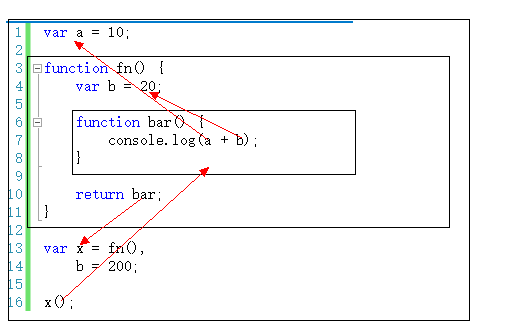 1 var a = 10;
2
3 function fn() {
4     var b = 20;
5
6     function bar() {
7         console.log(a + b);
8     }
9
10     return bar;
11 }
12
13 var x = fn(),
14     b = 200;
15
16 x();